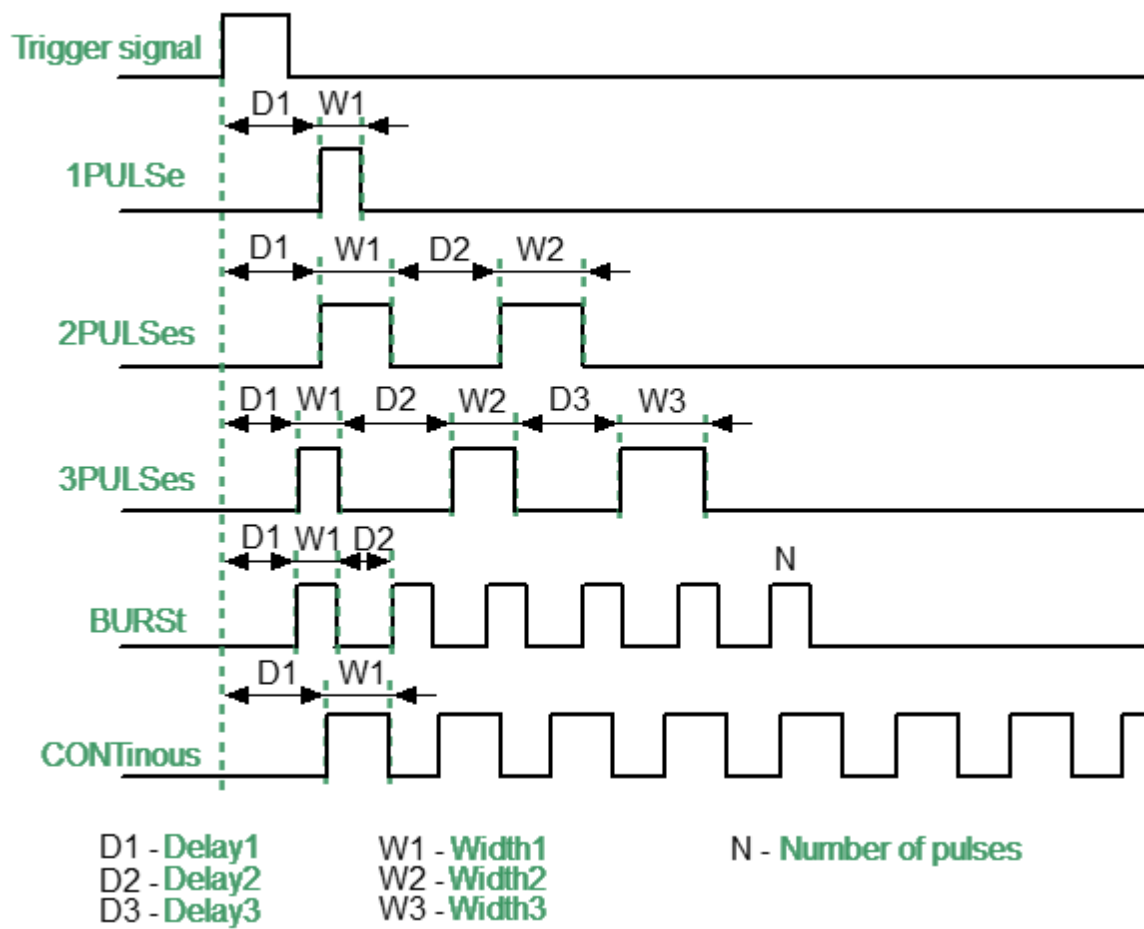 Trigger signal
D1 W1
1PULSe
D1 W1 D2 W2
2PULSes
D1 W1 D2 W2 D3 W3
3PULSes
D1 W1 D2
N
BURSt
D1 W1
CONTinous
D1 - Delay1 W1 - Width1 N - Number of pulses
D2 - Delay2 W2 - Width2
D3 - Delay3 W3 - Width3